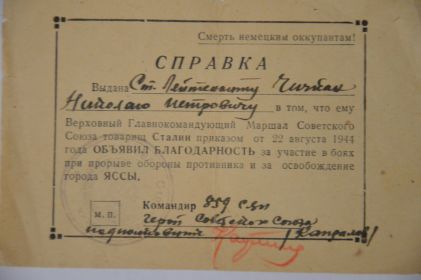 Смерть немецким оккупантам!
СПРАВКА
Выдана Ст. Лейтенанту
Николаю Петровичу в том, что ему
Верховный Главнокомандующий Маршал Советского
Союза товарищ Сталин приказом от 22 августа 1944
года ОБЪЯВИЛ БЛАГОДАРНОСТЬ за участие в боях
при прорыве обороны противника и за освобождение
города ЯССЫ.
М. П.
Командир 859 СП
герой Советского Союза
подполковник